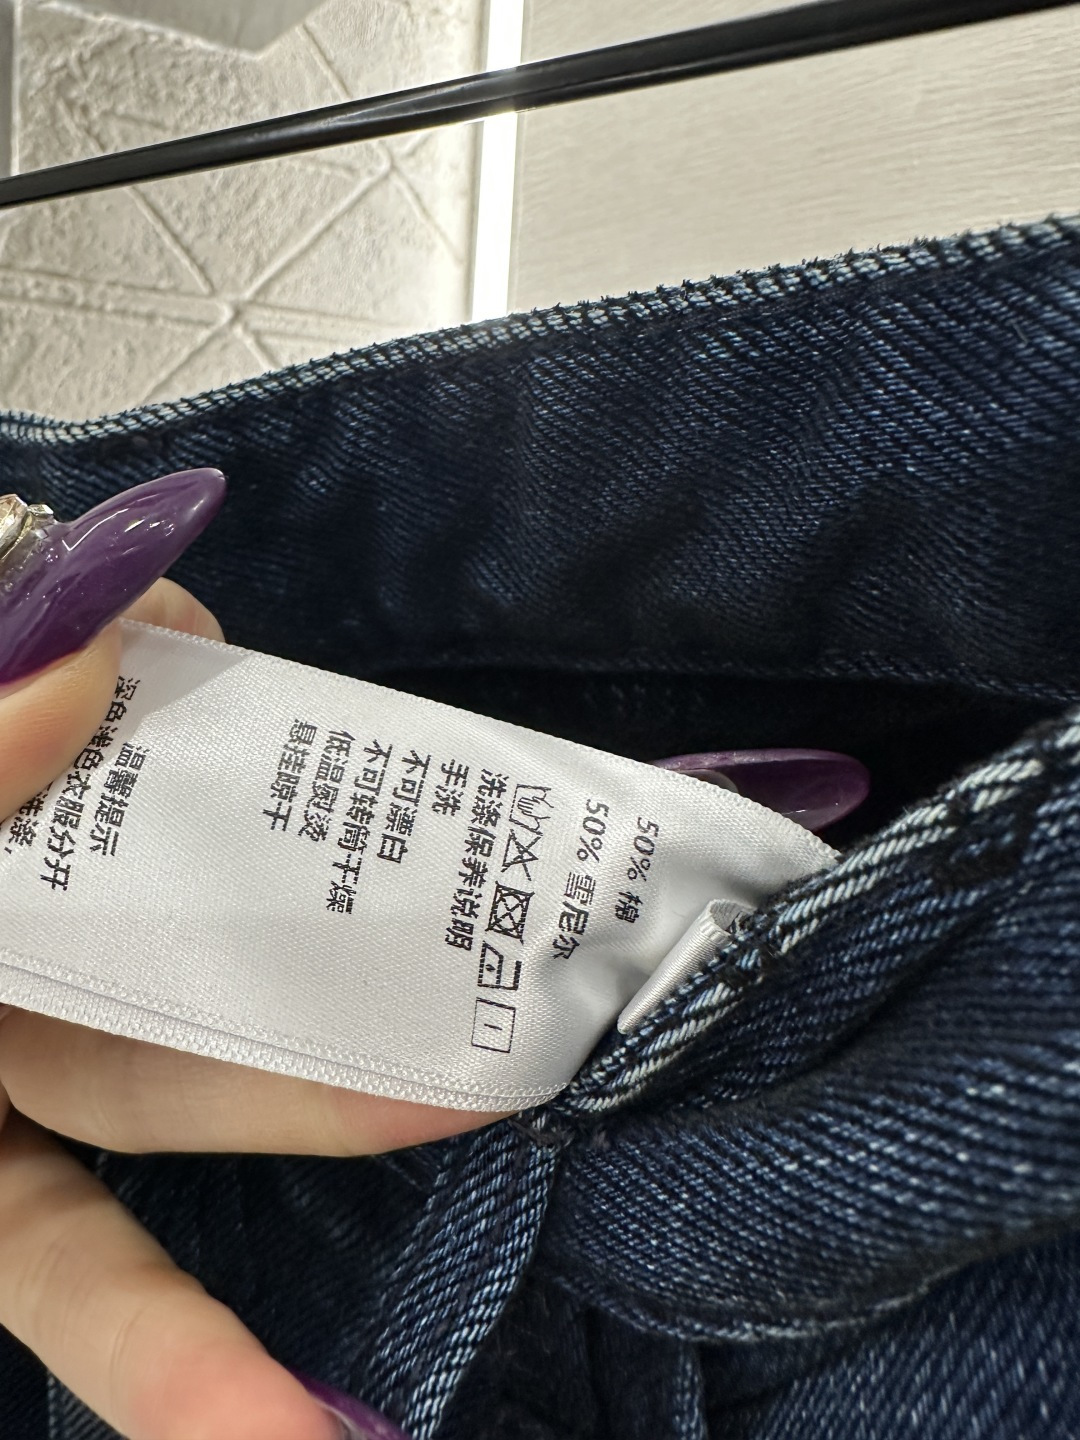 50% 棉
50% 雪尼尔
洗涤保养说明
手洗
不可漂白
不可转筒干燥
低温熨烫
悬挂晾干
温馨提示
深色浅色衣服分开
洗涤,